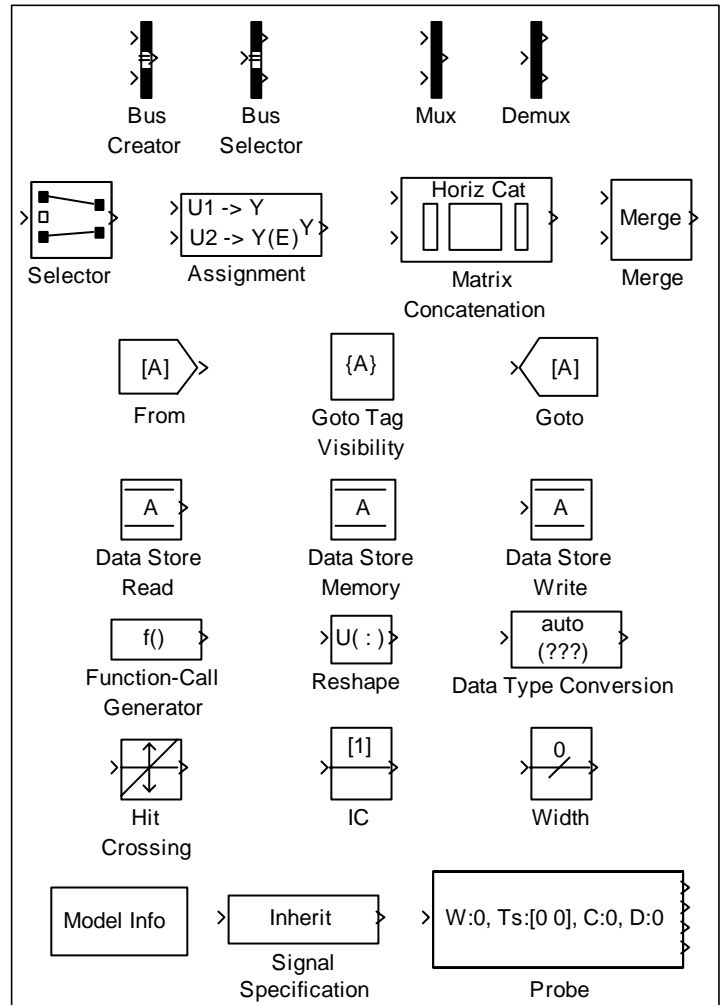 Bus
Creator
Bus
Selector
Mux
Demux
Selector
U1 -> Y
U2 -> Y(E)
Y
Assignment
Horiz Cat
Matrix
Concatenation
Merge
Merge
[A]
From
{A}
Goto Tag
Visibility
[A]
Goto
A
Data Store
Read
A
Data Store
Memory
A
Data Store
Write
f()
Function-Call
Generator
U( : )
Reshape
auto
(???)
Data Type Conversion
Hit
Crossing
[1]
IC
0
Width
Model Info
Inherit
Signal
Specification
W:0, Ts:[0 0], C:0, D:0
Probe